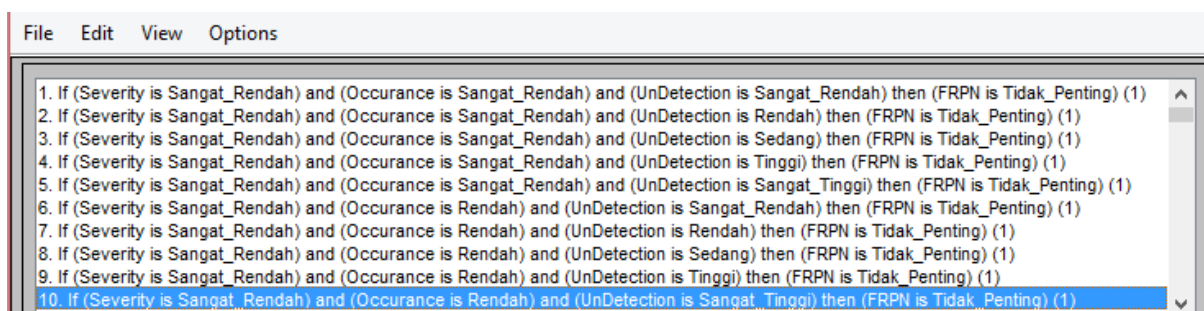 File Edit View Options
1. If (Severity is Sangat_Rendah) and (Occurance is Sangat_Rendah) and (UnDetection is Sangat_Rendah) then (FRPN is Tidak_Penting) (1)
2. If (Severity is Sangat_Rendah) and (Occurance is Sangat_Rendah) and (UnDetection is Rendah) then (FRPN is Tidak_Penting) (1)
3. If (Severity is Sangat_Rendah) and (Occurance is Sangat_Rendah) and (UnDetection is Sedang) then (FRPN is Tidak_Penting) (1)
4. If (Severity is Sangat_Rendah) and (Occurance is Sangat_Rendah) and (UnDetection is Tinggi) then (FRPN is Tidak_Penting) (1)
5. If (Severity is Sangat_Rendah) and (Occurance is Sangat_Rendah) and (UnDetection is Sangat_Tinggi) then (FRPN is Tidak_Penting) (1)
6. If (Severity is Sangat_Rendah) and (Occurance is Rendah) and (UnDetection is Sangat_Rendah) then (FRPN is Tidak_Penting) (1)
7. If (Severity is Sangat_Rendah) and (Occurance is Rendah) and (UnDetection is Rendah) then (FRPN is Tidak_Penting) (1)
8. If (Severity is Sangat_Rendah) and (Occurance is Rendah) and (UnDetection is Sedang) then (FRPN is Tidak_Penting) (1)
9. If (Severity is Sangat_Rendah) and (Occurance is Rendah) and (UnDetection is Tinggi) then (FRPN is Tidak_Penting) (1)
10. If (Severity is Sangat_Rendah) and (Occurance is Rendah) and (UnDetection is Sangat_Tinggi) then (FRPN is Tidak_Penting) (1)